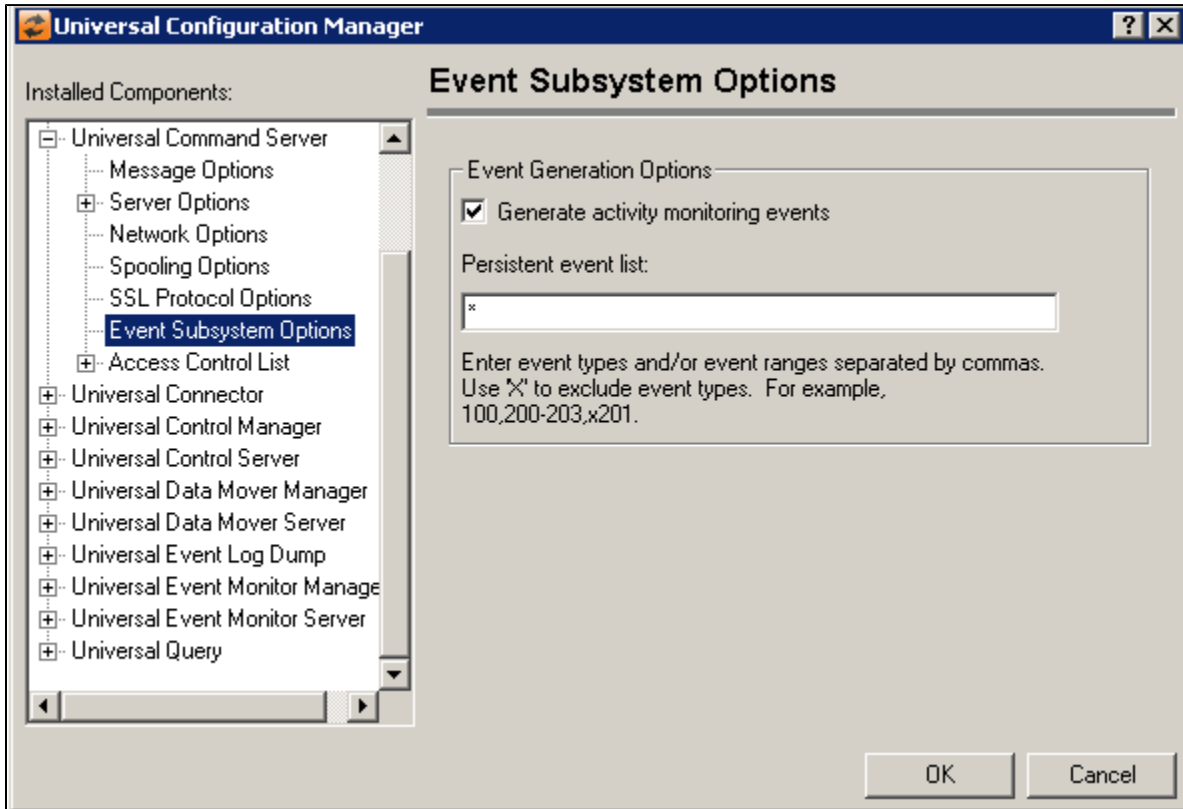 Universal Configuration Manager
Installed Components:
Universal Command Server
Message Options
Server Options
Network Options
Spooling Options
SSL Protocol Options
Event Subsystem Options
Access Control List
Universal Connector
Universal Control Manager
Universal Control Server
Universal Data Mover Manager
Universal Data Mover Server
Universal Event Log Dump
Universal Event Monitor Manage
Universal Event Monitor Server
Universal Query
Event Subsystem Options
Event Generation Options
Generate activity monitoring events
Persistent event list:
*
Enter event types and/or event ranges separated by commas.
Use 'X' to exclude event types. For example,
100,200-203,x201.
OK
Cancel